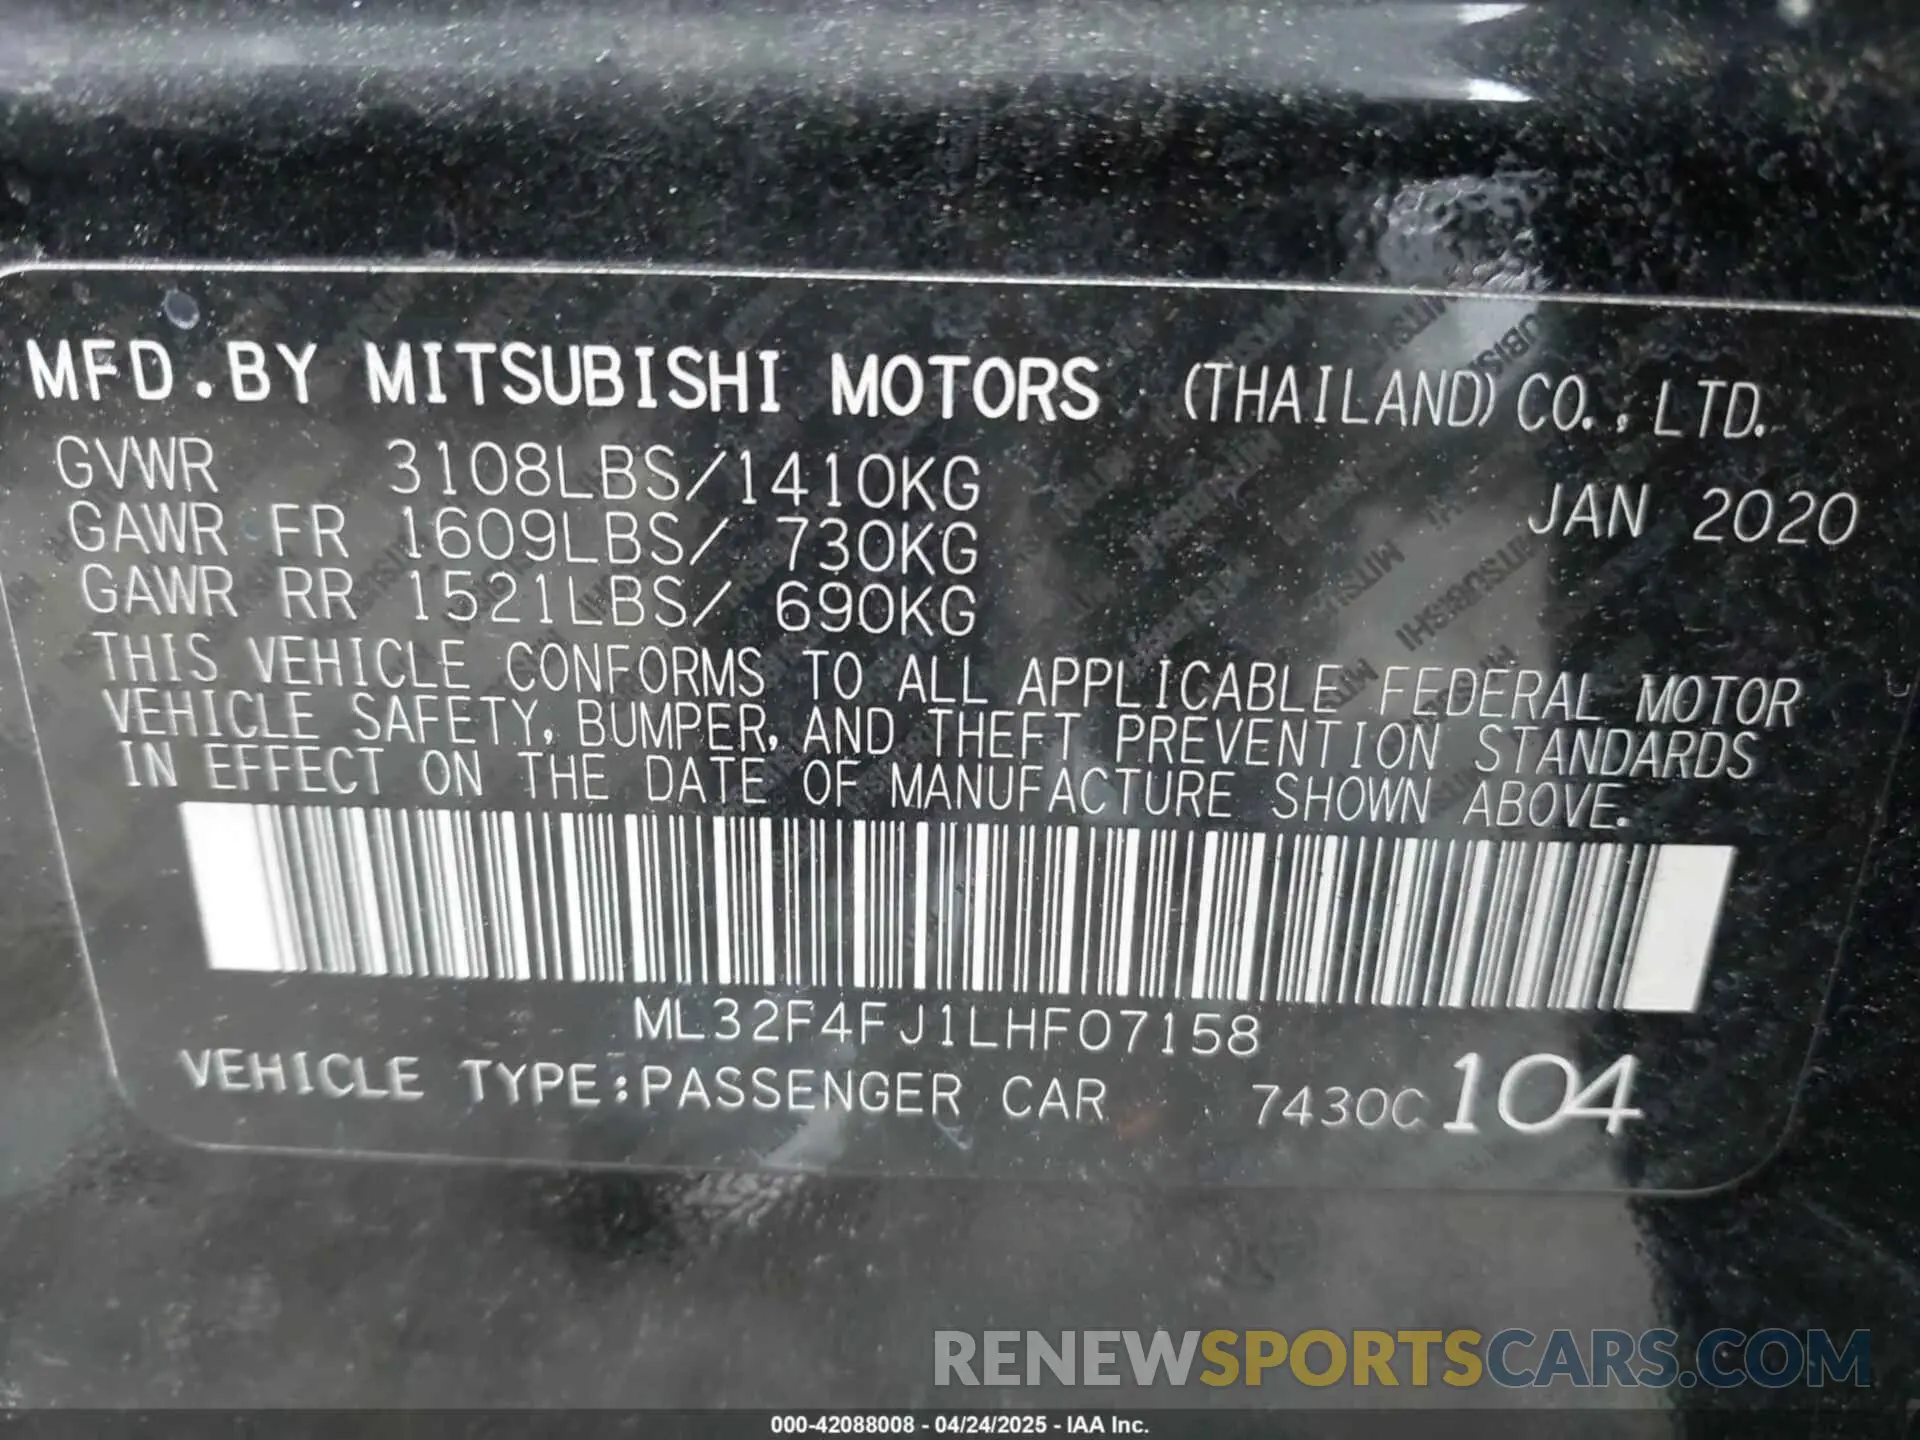 MFD.BY MITSUBISHI MOTORS (THAILAND) CO., LTD.
GVWR 3108LBS/1410KG
JAN 2020
GAWR FR 1609LBS/ 730KG
GAWR RR 1521LBS/ 690KG
THIS VEHICLE CONFORMS TO ALL APPLICABLE FEDERAL MOTOR
VEHICLE SAFETY, BUMPER, AND THEFT PREVENTION STANDARDS
IN EFFECT ON THE DATE OF MANUFACTURE SHOWN ABOVE.
ML32F4FJ1LHF07158
VEHICLE TYPE:PASSENGER CAR 7430C 104
RENEWSPORTSCARS.COM
000-42088008 - 04/24/2025 - IAA Inc.